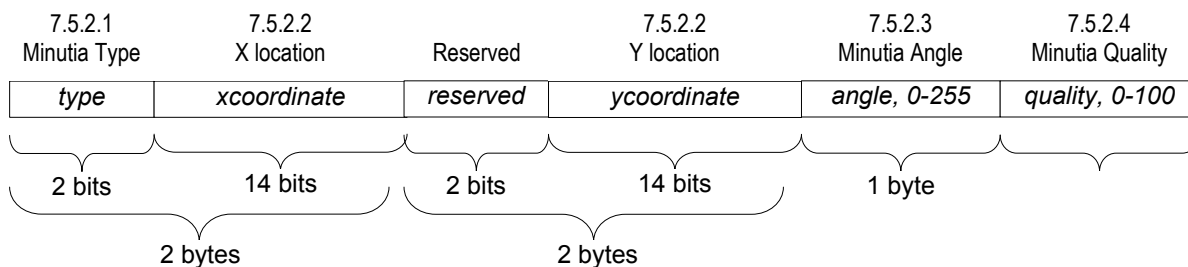 7.5.2.1 7.5.2.2 7.5.2.2 7.5.2.3 7.5.2.4
Minutia Type X location Reserved Y location Minutia Angle Minutia Quality
type xcoordinate reserved ycoordinate angle, 0-255 quality, 0-100
2 bits 14 bits 2 bits 14 bits 1 byte
2 bytes 2 bytes